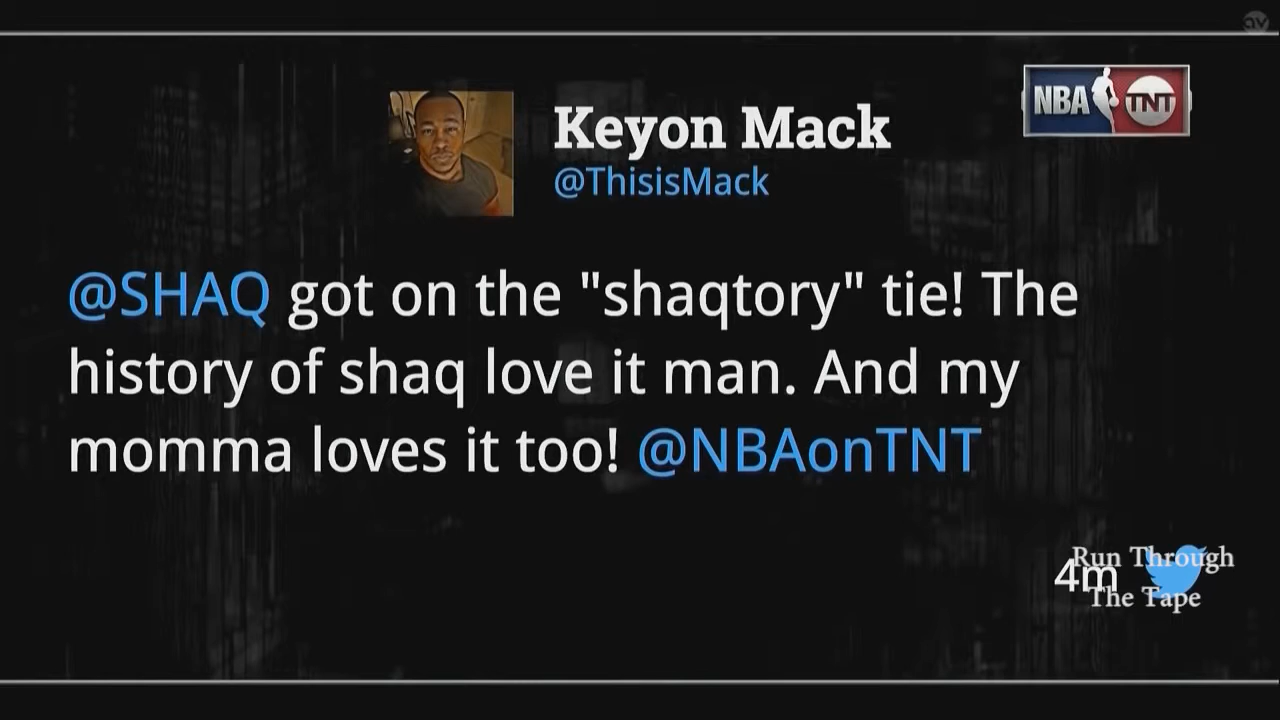 av
NBA TNT
Keyon Mack
@ThisisMack
@SHAQ got on the "shaqtory" tie! The
history of shaq love it man. And my
momma loves it too! @NBAonTNT
4m
Run Through
The Tape